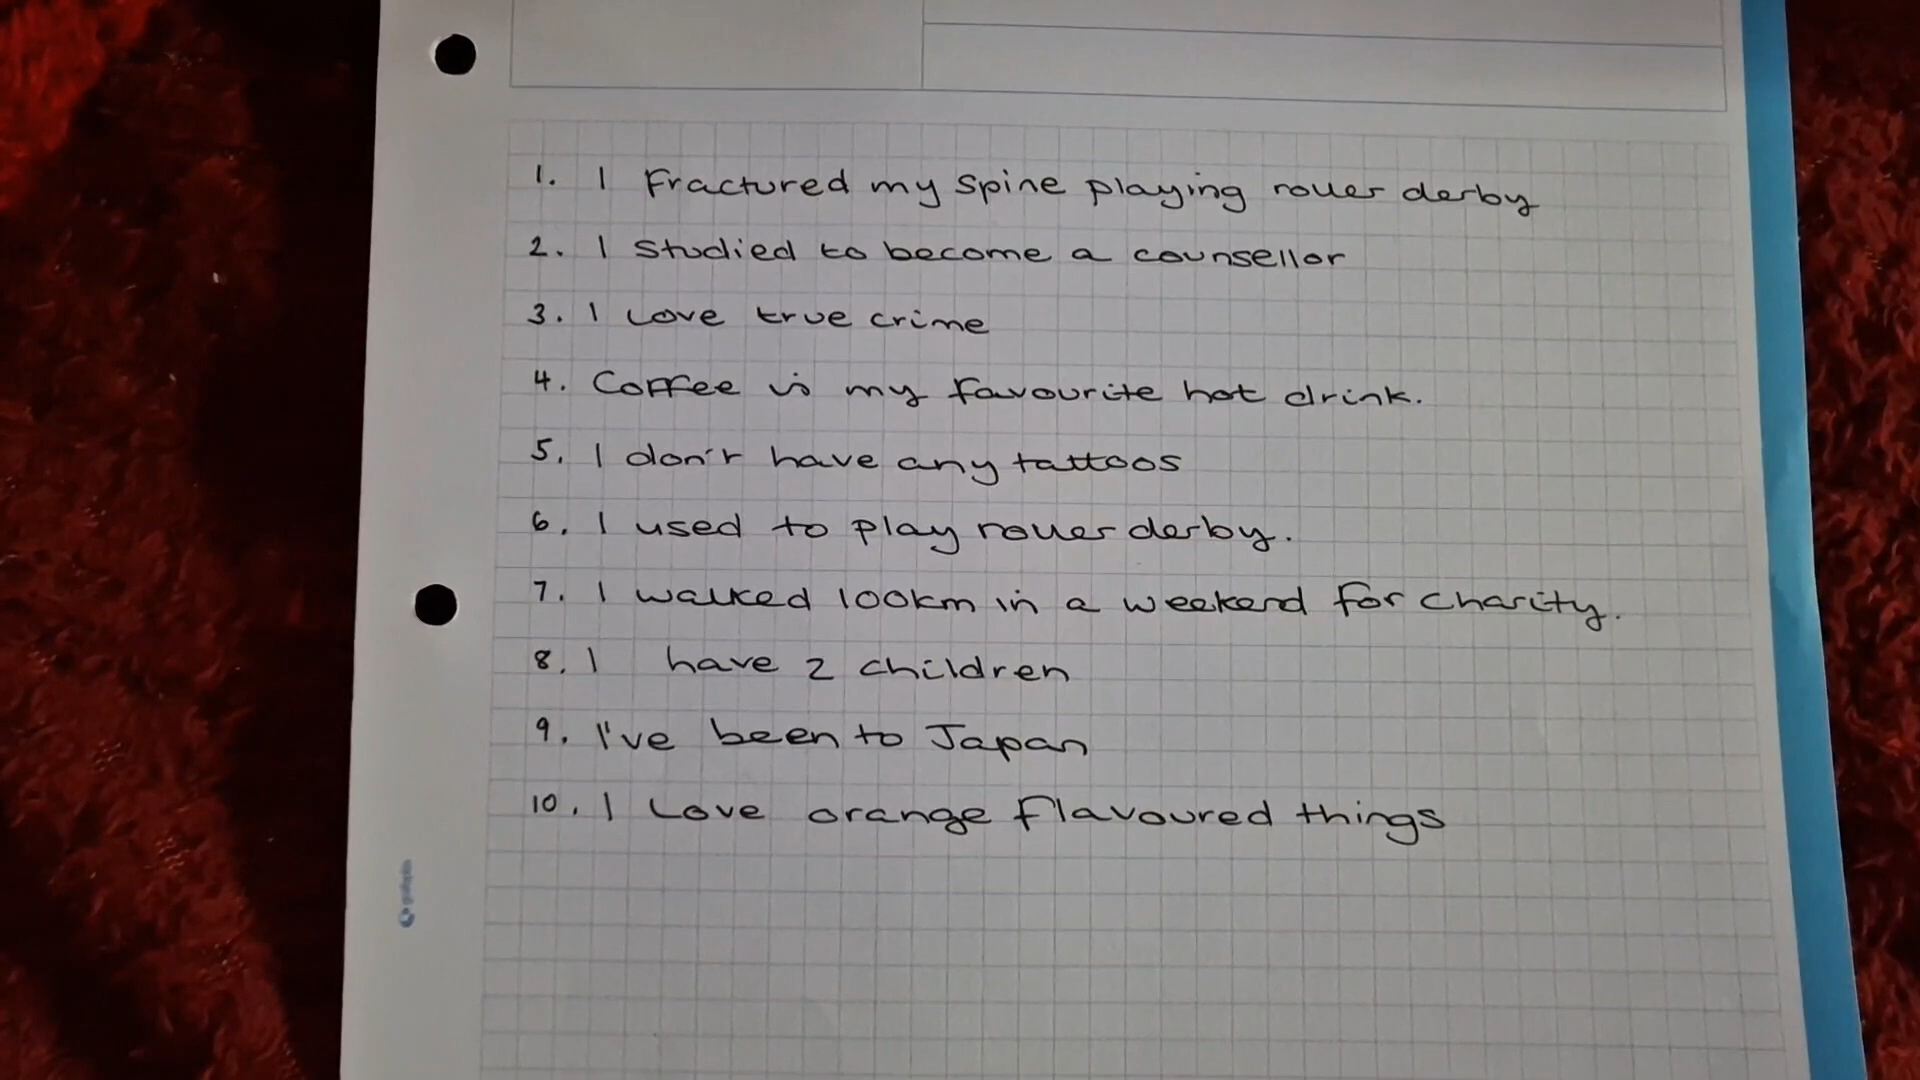 1. I Fractured my spine playing roller derby
2. I studied to become a counsellor
3. I love true crime
4. Coffee is my favourite hot drink.
5. I don't have any tattoos
6. I used to play roller derby.
7. I walked 100km in a weekend for charity.
8. I have 2 children
9. I've been to Japan
10. I love orange flavoured things